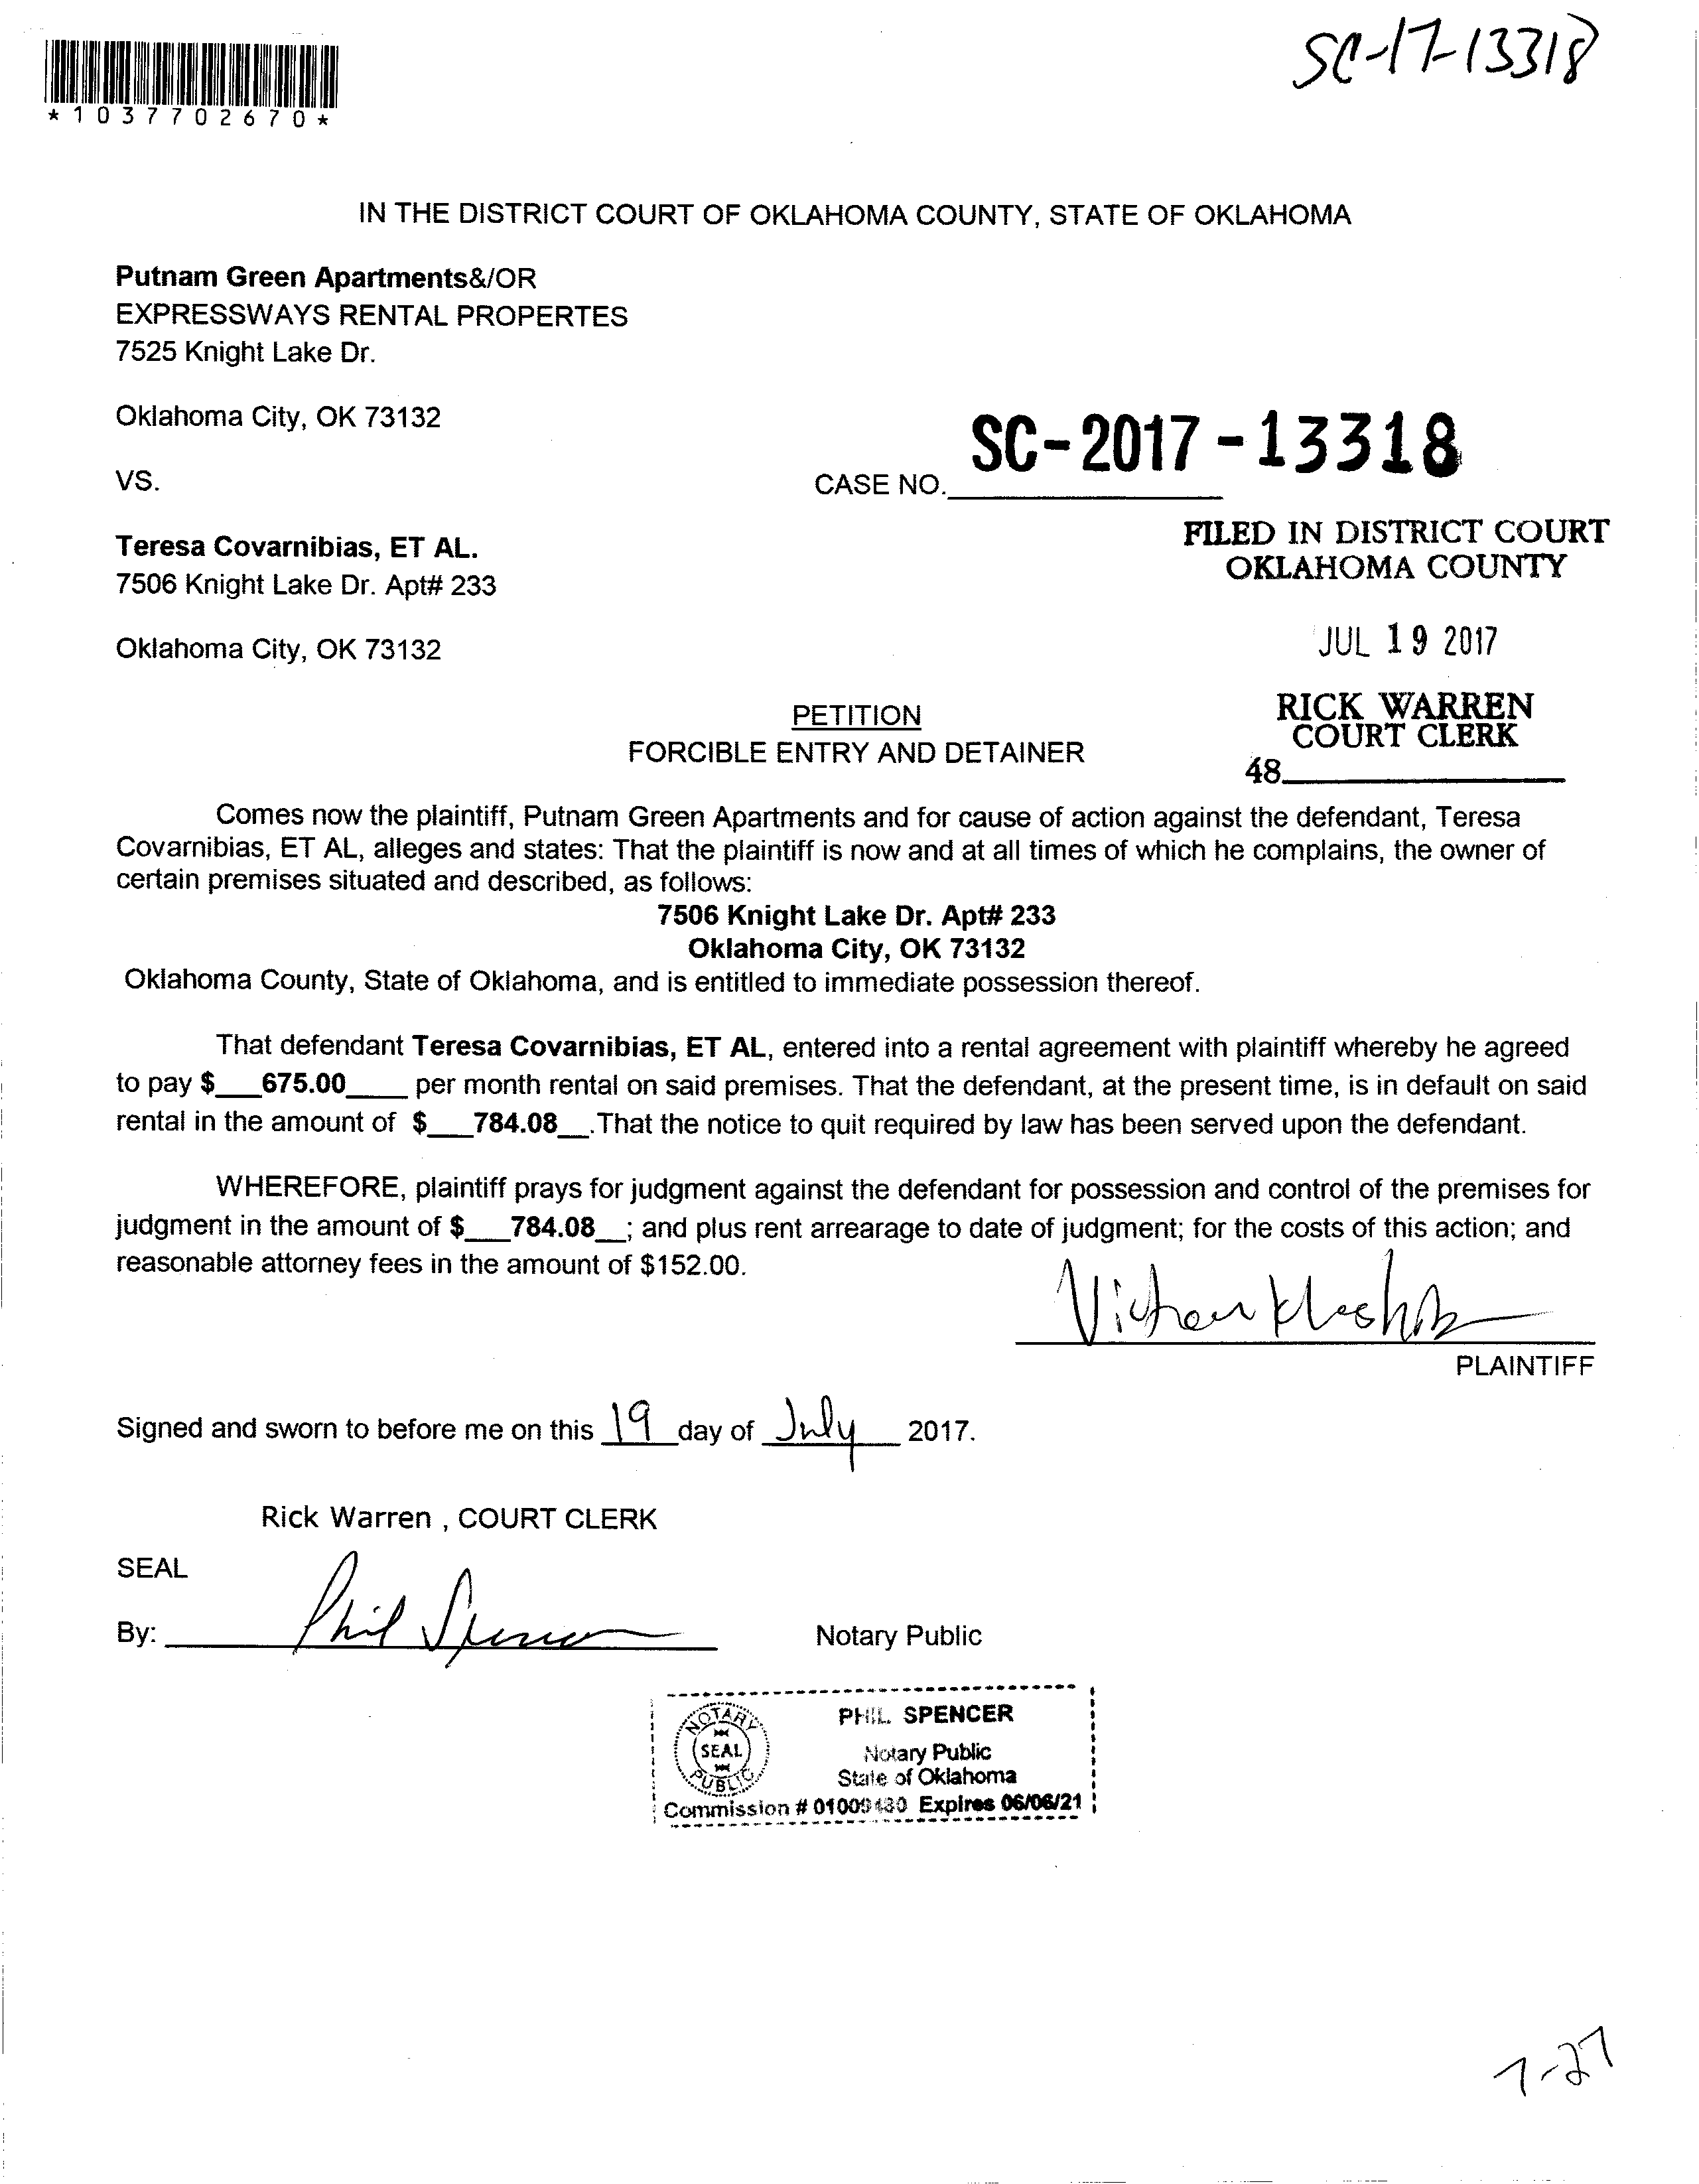 SC-17-13318
*1037702670*
IN THE DISTRICT COURT OF OKLAHOMA COUNTY, STATE OF OKLAHOMA
Putnam Green Apartments&/OR
EXPRESSWAYS RENTAL PROPERTES
7525 Knight Lake Dr.
Oklahoma City, OK 73132
VS.
CASE NO. SC-2017-13318
Teresa Covarnibias, ET AL.
7506 Knight Lake Dr. Apt# 233
Oklahoma City, OK 73132
FILED IN DISTRICT COURT
OKLAHOMA COUNTY
JUL 19 2017
RICK WARREN
COURT CLERK
48
PETITION
FORCIBLE ENTRY AND DETAINER
Comes now the plaintiff, Putnam Green Apartments and for cause of action against the defendant, Teresa
Covarnibias, ET AL, alleges and states: That the plaintiff is now and at all times of which he complains, the owner of
certain premises situated and described, as follows:
7506 Knight Lake Dr. Apt# 233
Oklahoma City, OK 73132
Oklahoma County, State of Oklahoma, and is entitled to immediate possession thereof.
That defendant Teresa Covarnibias, ET AL, entered into a rental agreement with plaintiff whereby he agreed
to pay $___675.00____ per month rental on said premises. That the defendant, at the present time, is in default on said
rental in the amount of $___784.08__.That the notice to quit required by law has been served upon the defendant.
WHEREFORE, plaintiff prays for judgment against the defendant for possession and control of the premises for
judgment in the amount of $___784.08__; and plus rent arrearage to date of judgment; for the costs of this action; and
reasonable attorney fees in the amount of $152.00.
PLAINTIFF
Signed and sworn to before me on this 19 day of July 2017.
Rick Warren , COURT CLERK
SEAL
By: Phil Spencer Notary Public
NOTARY PUBLIC SEAL
PHIL SPENCER
Notary Public
State of Oklahoma
Commission # Expires 06/06/21
7-27